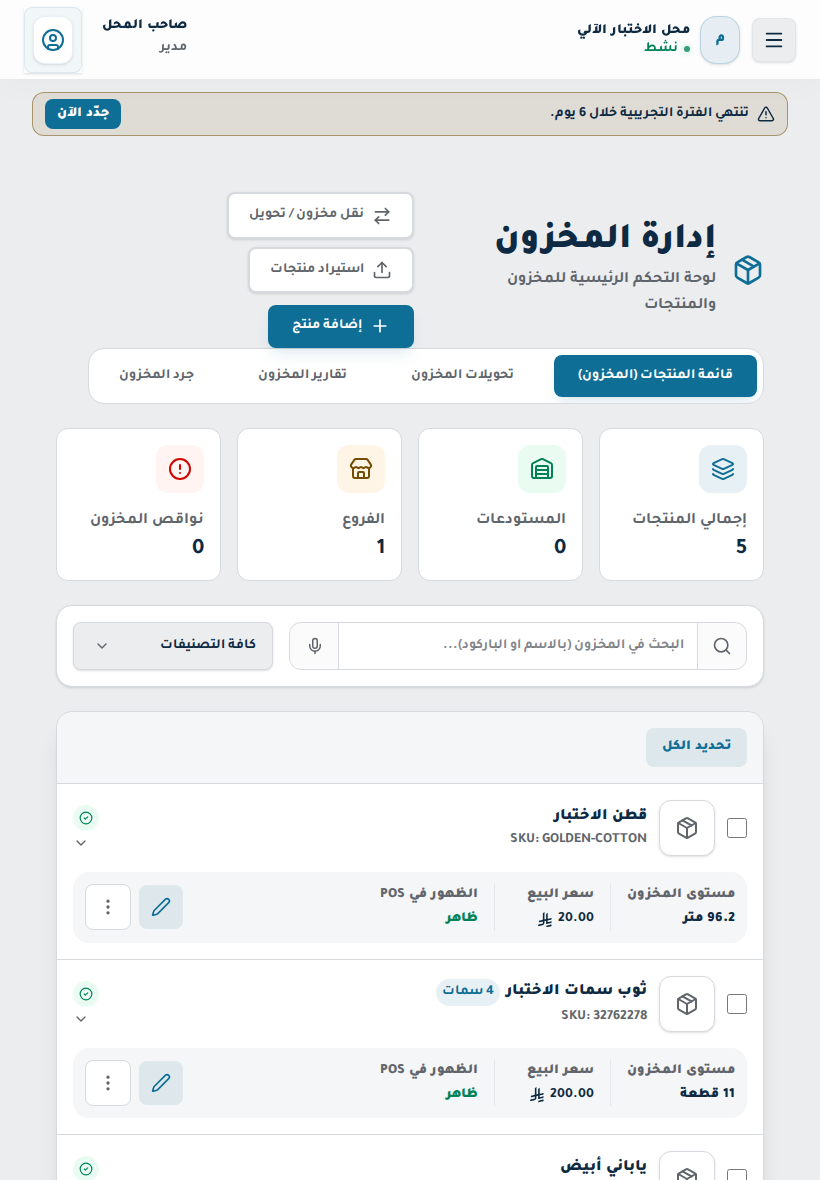 محل الاختبار الآلي
نشط
م
صاحب المحل
مدير
تنتهي الفترة التجريبية خلال 6 يوم.
جدّد الآن
إدارة المخزون
لوحة التحكم الرئيسية للمخزون
والمنتجات
نقل مخزون / تحويل
استيراد منتجات
إضافة منتج
قائمة المنتجات (المخزون)
تحويلات المخزون
تقارير المخزون
جرد المخزون
إجمالي المنتجات
5
المستودعات
0
الفروع
1
نواقص المخزون
0
البحث في المخزون (بالاسم او الباركود)...
كافة التصنيفات
تحديد الكل
قطن الاختبار
SKU: GOLDEN-COTTON
مستوى المخزون
96.2 متر
سعر البيع
20.00
الظهور في POS
ظاهر
ثوب سمات الاختبار
4 سمات
SKU: 32762278
مستوى المخزون
11 قطعة
سعر البيع
200.00
الظهور في POS
ظاهر
ياباني أبيض